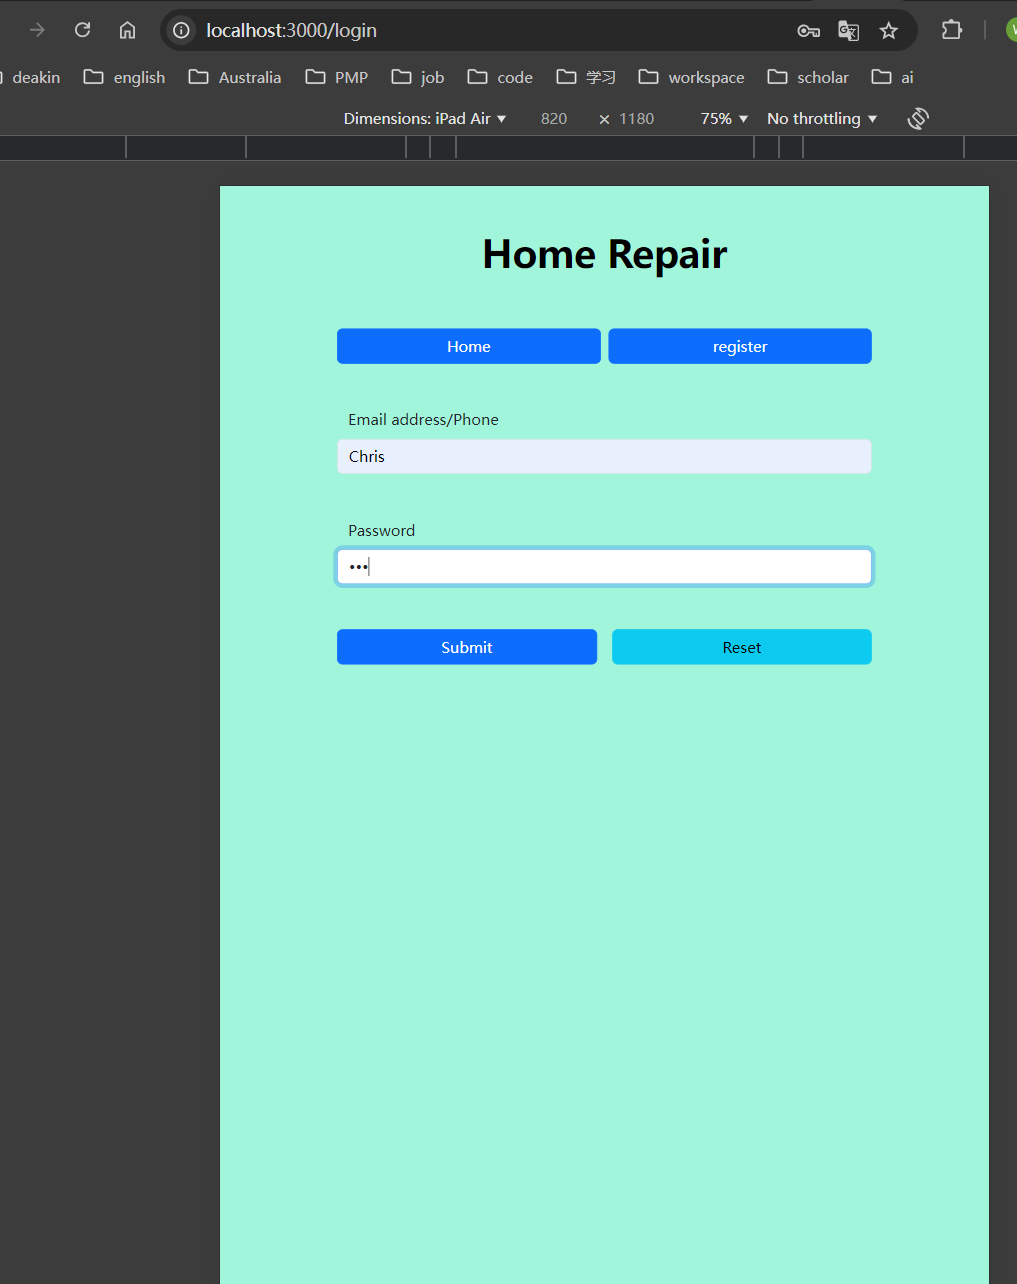 localhost:3000/login
deakin english Australia PMP job code 学习 workspace scholar ai
Dimensions: iPad Air ▼ 820 × 1180 75% ▼ No throttling ▼
Home Repair
Home register
Email address/Phone
Chris
Password
•••
Submit Reset